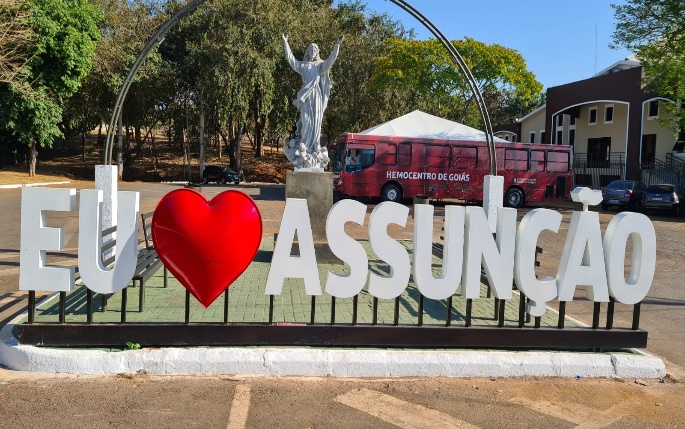 HEMOCENTRO DE GOIÁS
EU ASSUNÇÃO